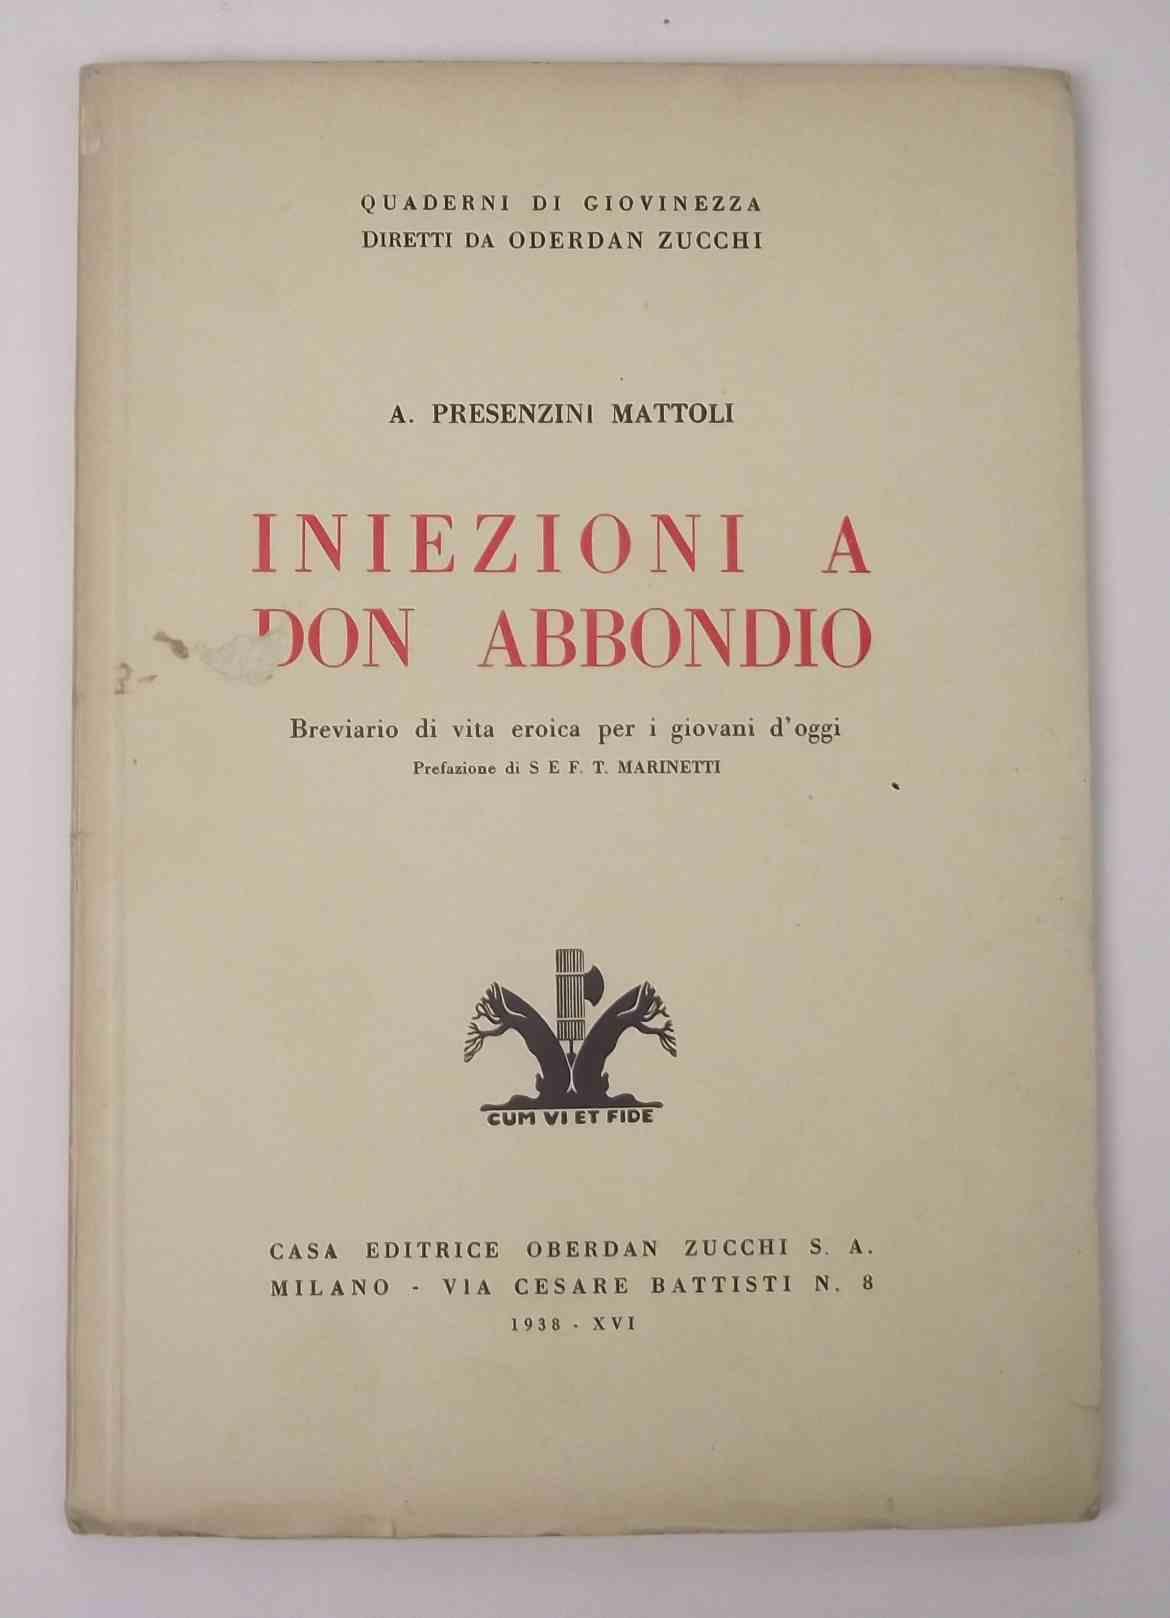 QUADERNI DI GIOVINEZZA
DIRETTI DA ODERDAN ZUCCHI
A. PRESENZINI MATTOLI
INIEZIONI A
DON ABBONDIO
Breviario di vita eroica per i giovani d'oggi
Prefazione di S E F. T. MARINETTI
CUM VI ET FIDE
CASA EDITRICE OBERDAN ZUCCHI S. A.
MILANO - VIA CESARE BATTISTI N. 8
1938 - XVI